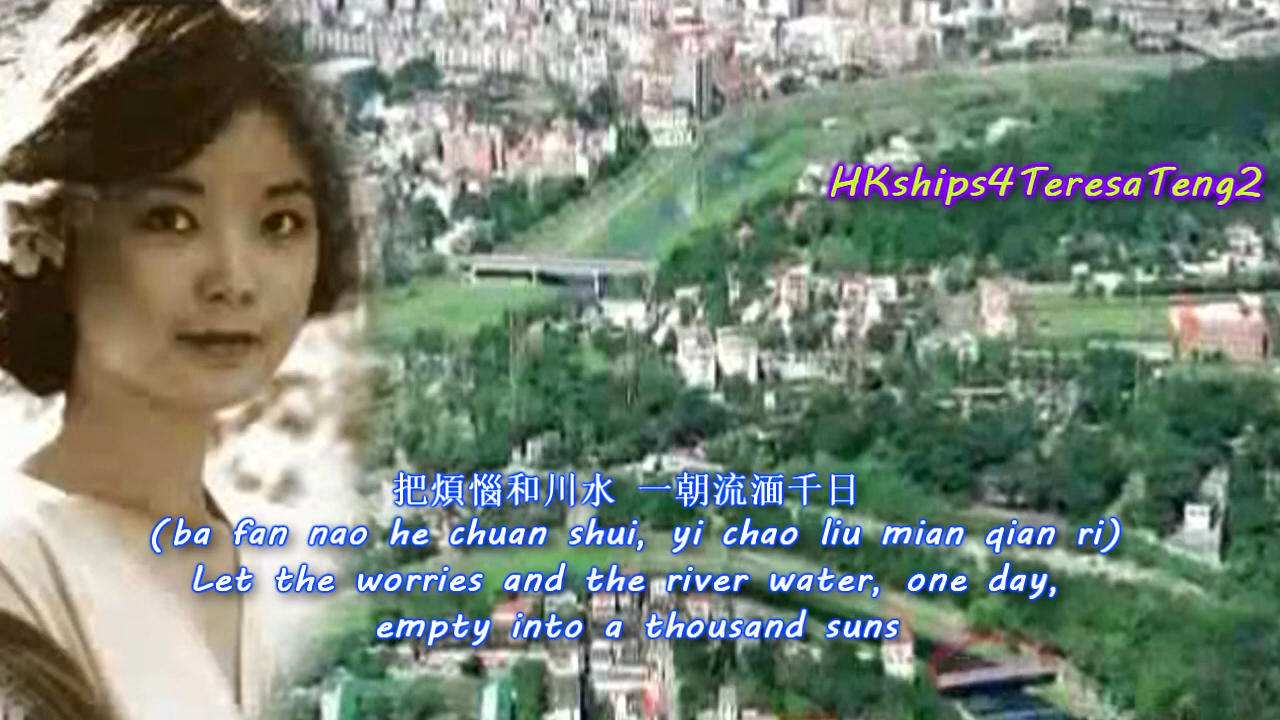 HKships4TeresaTeng2
把煩惱和川水 一朝流湎千日
(ba fan nao he chuan shui, yi chao liu mian qian ri)
Let the worries and the river water, one day,
empty into a thousand suns